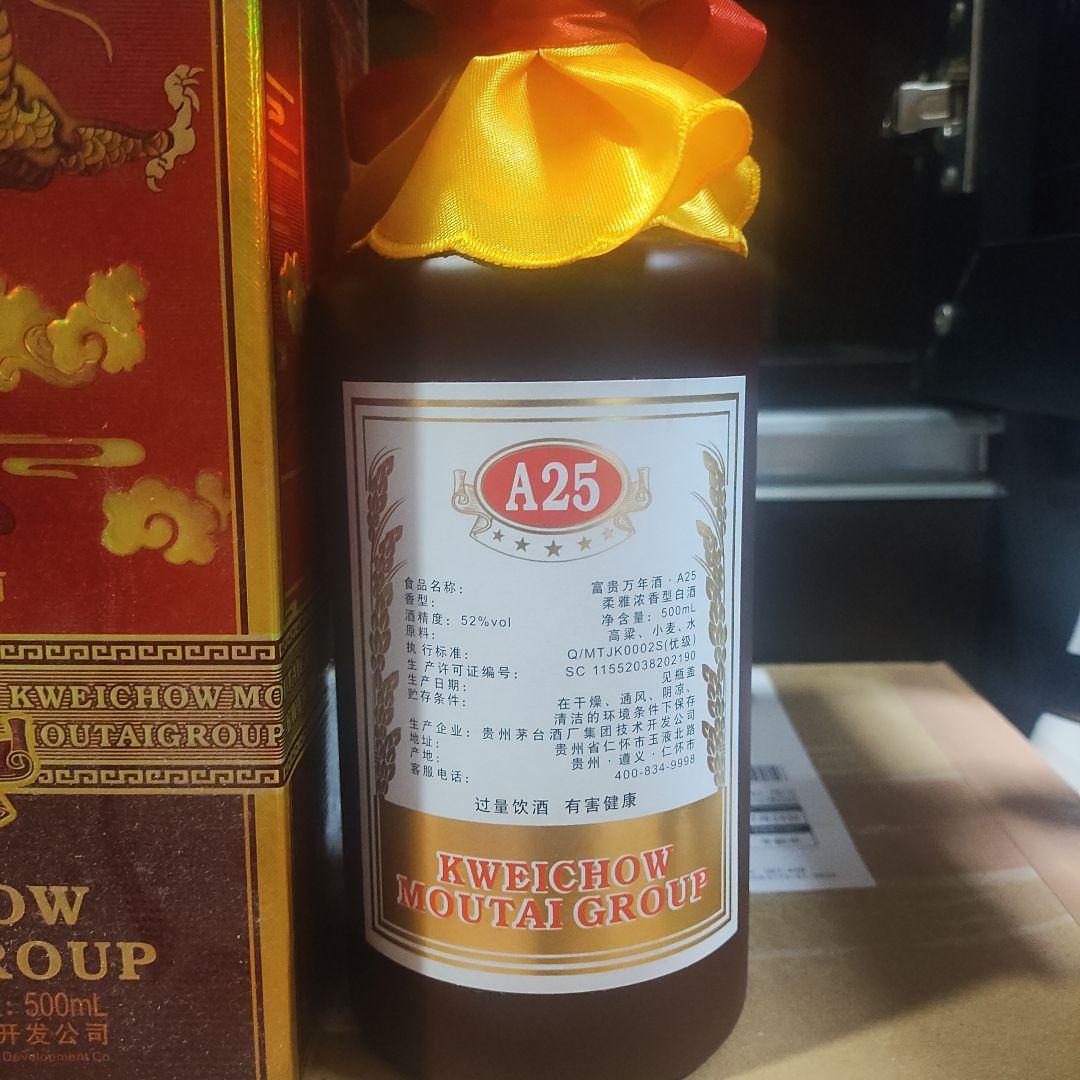 A25
食品名称： 富贵万年酒·A25
香型： 柔雅浓香型白酒
酒精度：52%vol 净含量：500mL
原料： 高粱、小麦、水
执行标准： Q/MTJK0002S(优级)
生产许可证编号： SC 11552038202190
生产日期： 见瓶盖
贮存条件： 在干燥、通风、阴凉、
清洁的环境条件下保存
生产企业：贵州茅台酒厂集团技术开发公司
地址： 贵州省仁怀市玉液北路
产地： 贵州·遵义·仁怀市
客服电话： 400-834-9998
过量饮酒 有害健康
KWEICHOW
MOUTAI GROUP
KWEICHOW MO
MOUTAIGROUP
OW
ROUP
：500mL
开发公司
Development Co